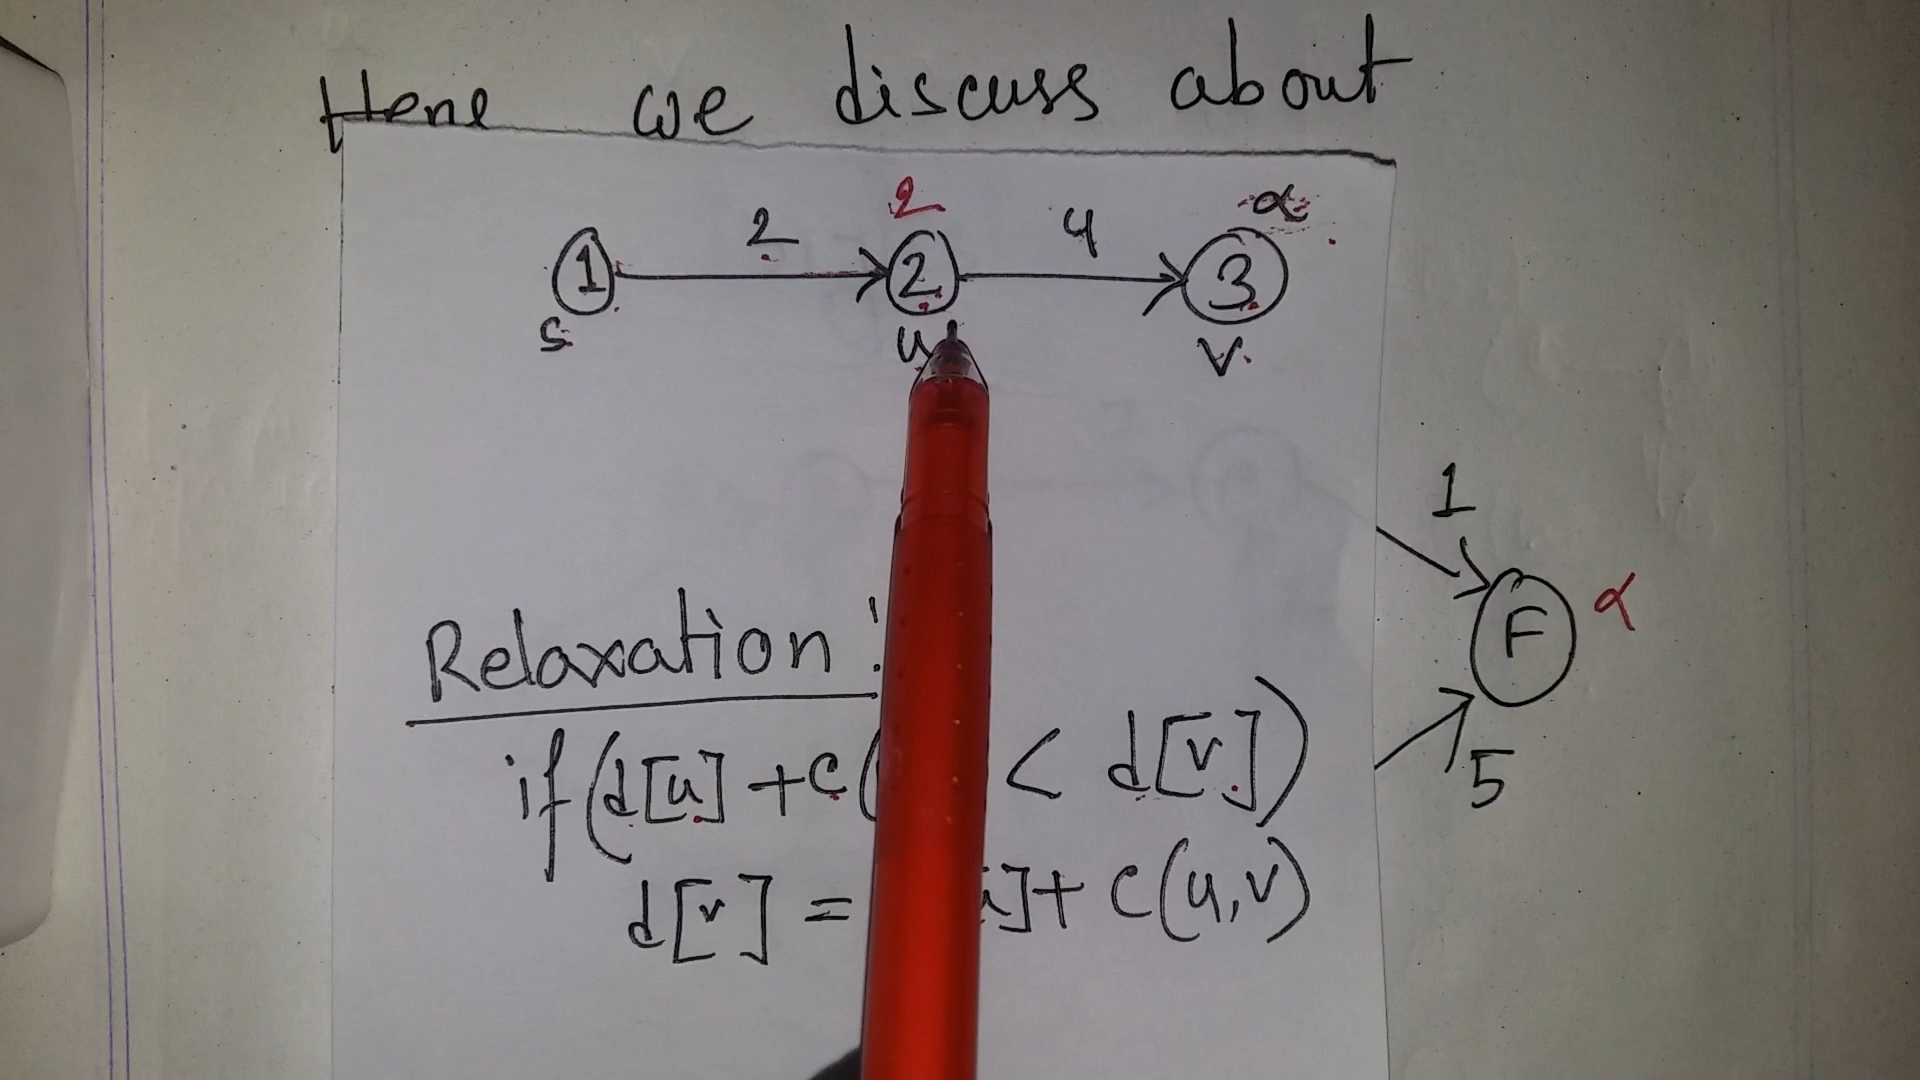 Here we discuss about
2 2 4 α
1 2 3
S u v
1
F α
5
Relaxation :
if (d[u] + c( < d[v])
d[v] = u] + c(u,v)